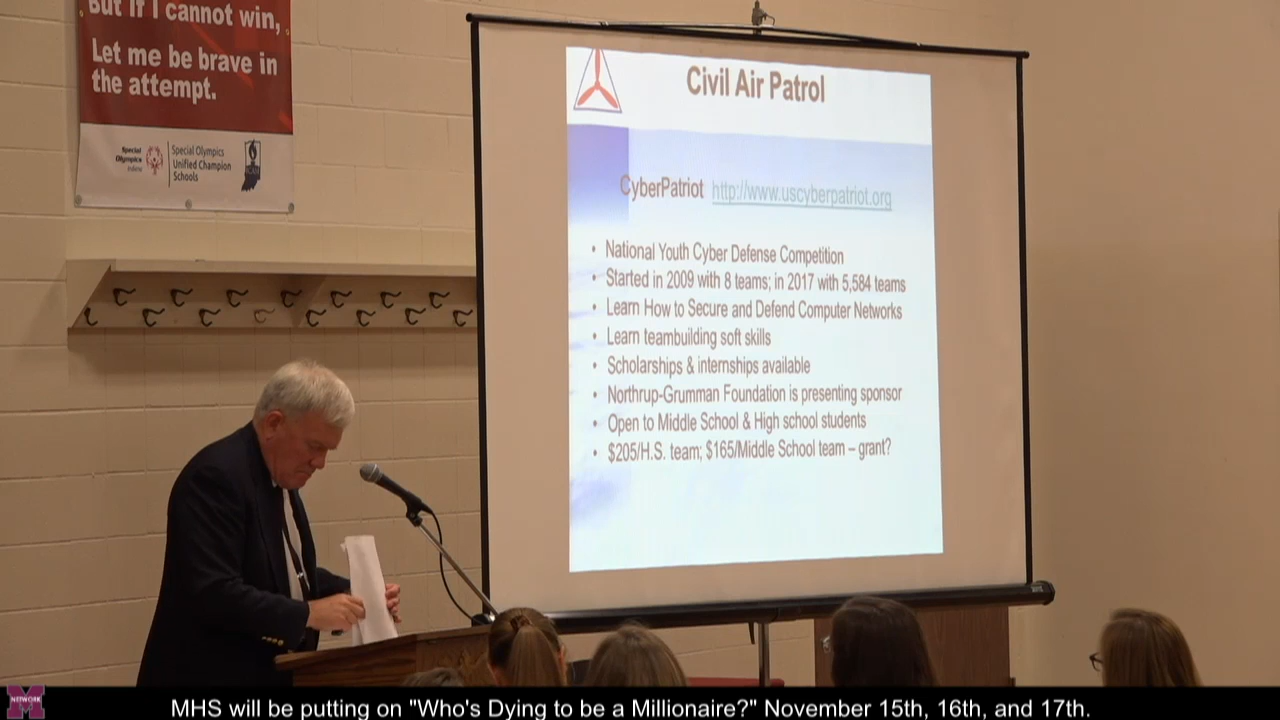 But if I cannot win,
Let me be brave in
the attempt.
Special
Olympics
Indiana
Special Olympics
Unified Champion
Schools
Civil Air Patrol
CyberPatriot http://www.uscyberpatriot.org
• National Youth Cyber Defense Competition
• Started in 2009 with 8 teams; in 2017 with 5,584 teams
• Learn How to Secure and Defend Computer Networks
• Learn teambuilding soft skills
• Scholarships & internships available
• Northrup-Grumman Foundation is presenting sponsor
• Open to Middle School & High school students
• $205/H.S. team; $165/Middle School team – grant?
M
NETWORK
MHS will be putting on "Who's Dying to be a Millionaire?" November 15th, 16th, and 17th.